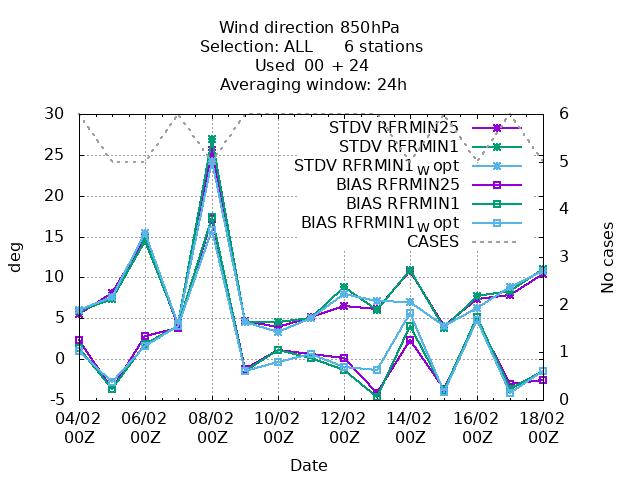 Wind direction 850hPa
Selection: ALL 6 stations
Used 00 + 24
Averaging window: 24h
30 6
STDV RFRMIN25
STDV RFRMIN1
25 5
STDV RFRMIN1w opt
BIAS RFRMIN25
20
BIAS RFRMIN1
4
BIAS RFRMIN1w opt
CASES
15
deg
No cases
3
10
2
5
0 1
-5 0
04/02 06/02 08/02 10/02 12/02 14/02 16/02 18/02
00Z 00Z 00Z 00Z 00Z 00Z 00Z 00Z
Date